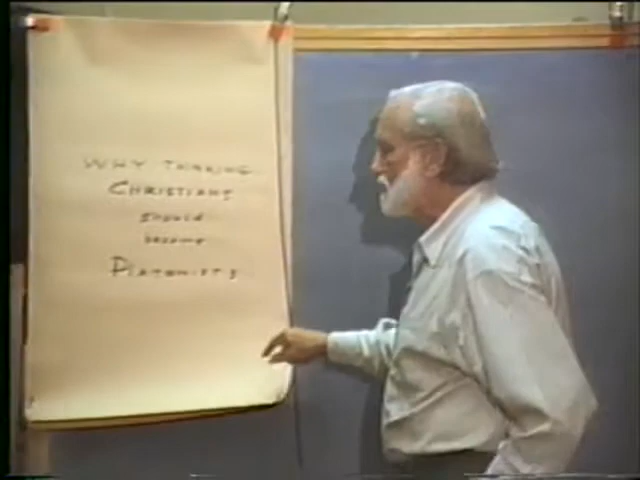 WHY THINKING
CHRISTIANS
SHOULD
BECOME
PLATONISTS